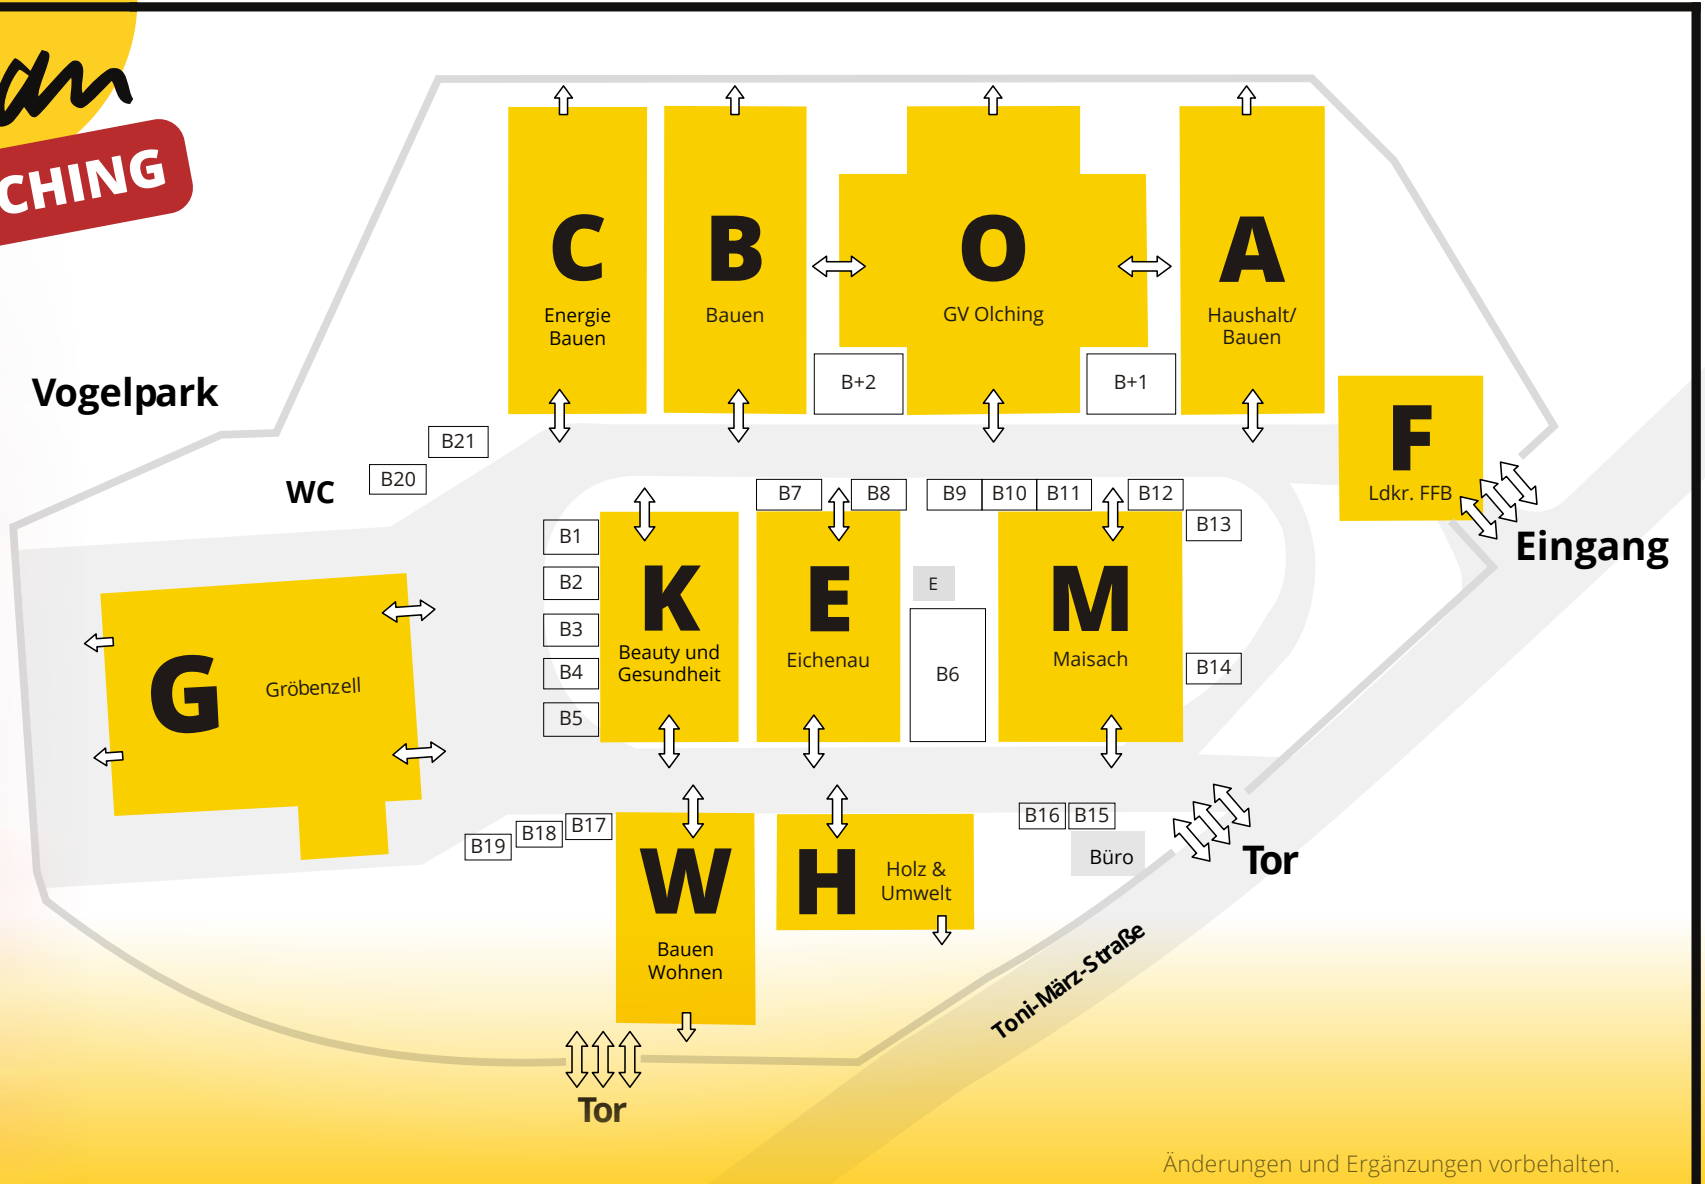 CHING
C
Energie
Bauen
B
Bauen
O
GV Olching
A
Haushalt/
Bauen
B+2
B+1
F
Ldkr. FFB
Eingang
Vogelpark
WC
B21
B20
B7
B8
B9
B10
B11
B12
B13
B1
B2
B3
B4
B5
K
Beauty und
Gesundheit
E
Eichenau
E
B6
M
Maisach
B14
G
Gröbenzell
B19
B18
B17
W
Bauen
Wohnen
H
Holz &
Umwelt
B16
B15
Büro
Tor
Toni-März-Straße
Tor
Änderungen und Ergänzungen vorbehalten.